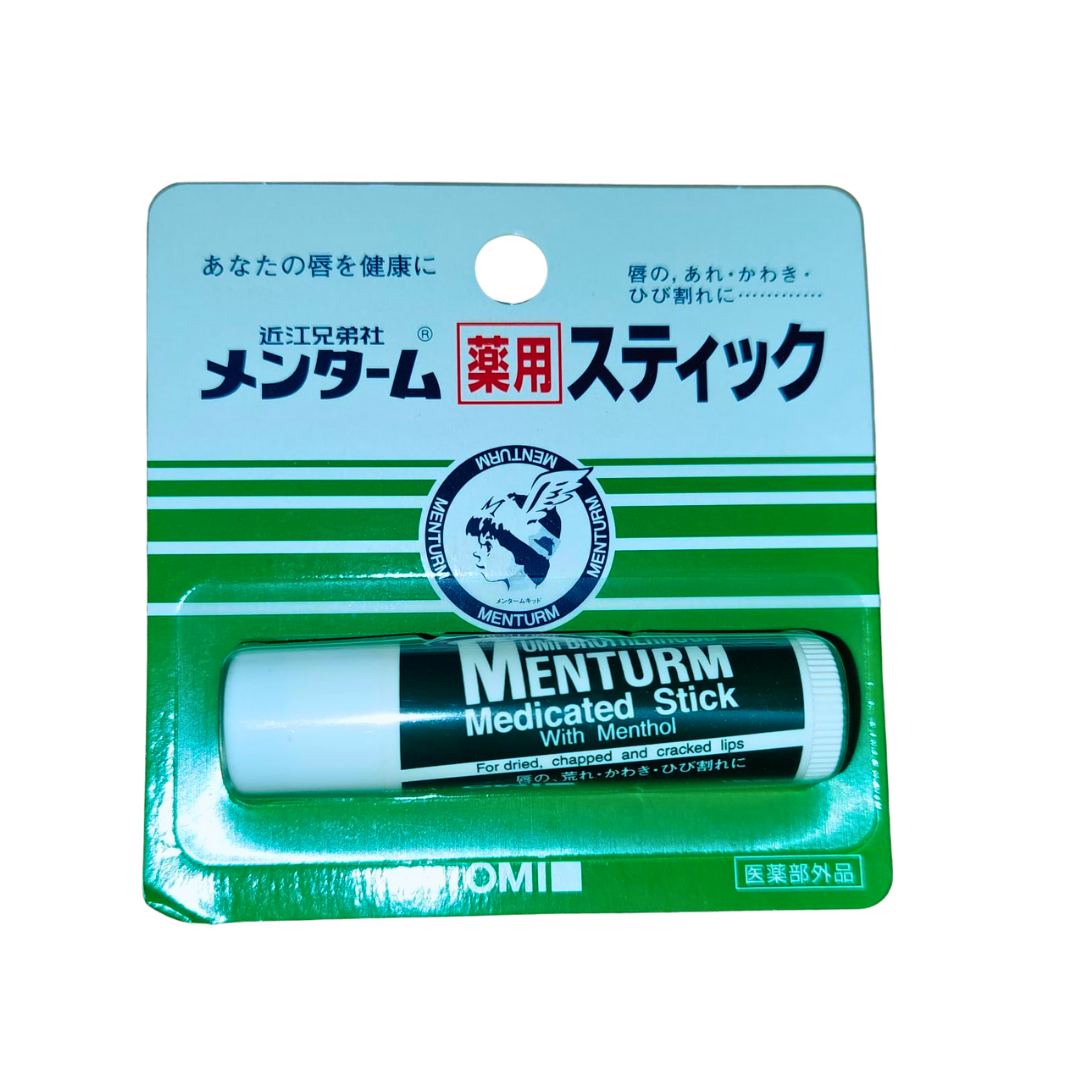 あなたの唇を健康に
唇の,あれ・かわき・
ひび割れに…………
近江兄弟社
メンターム® 薬用 スティック
MENTURM
MENTURM
MENTURM
メンタームキッド
MENTURM
OMI BROTHERHOOD
MENTURM
Medicated Stick
With Menthol
For dried, chapped and cracked lips
唇の、荒れ・かわき・ひび割れに
OMI
医薬部外品